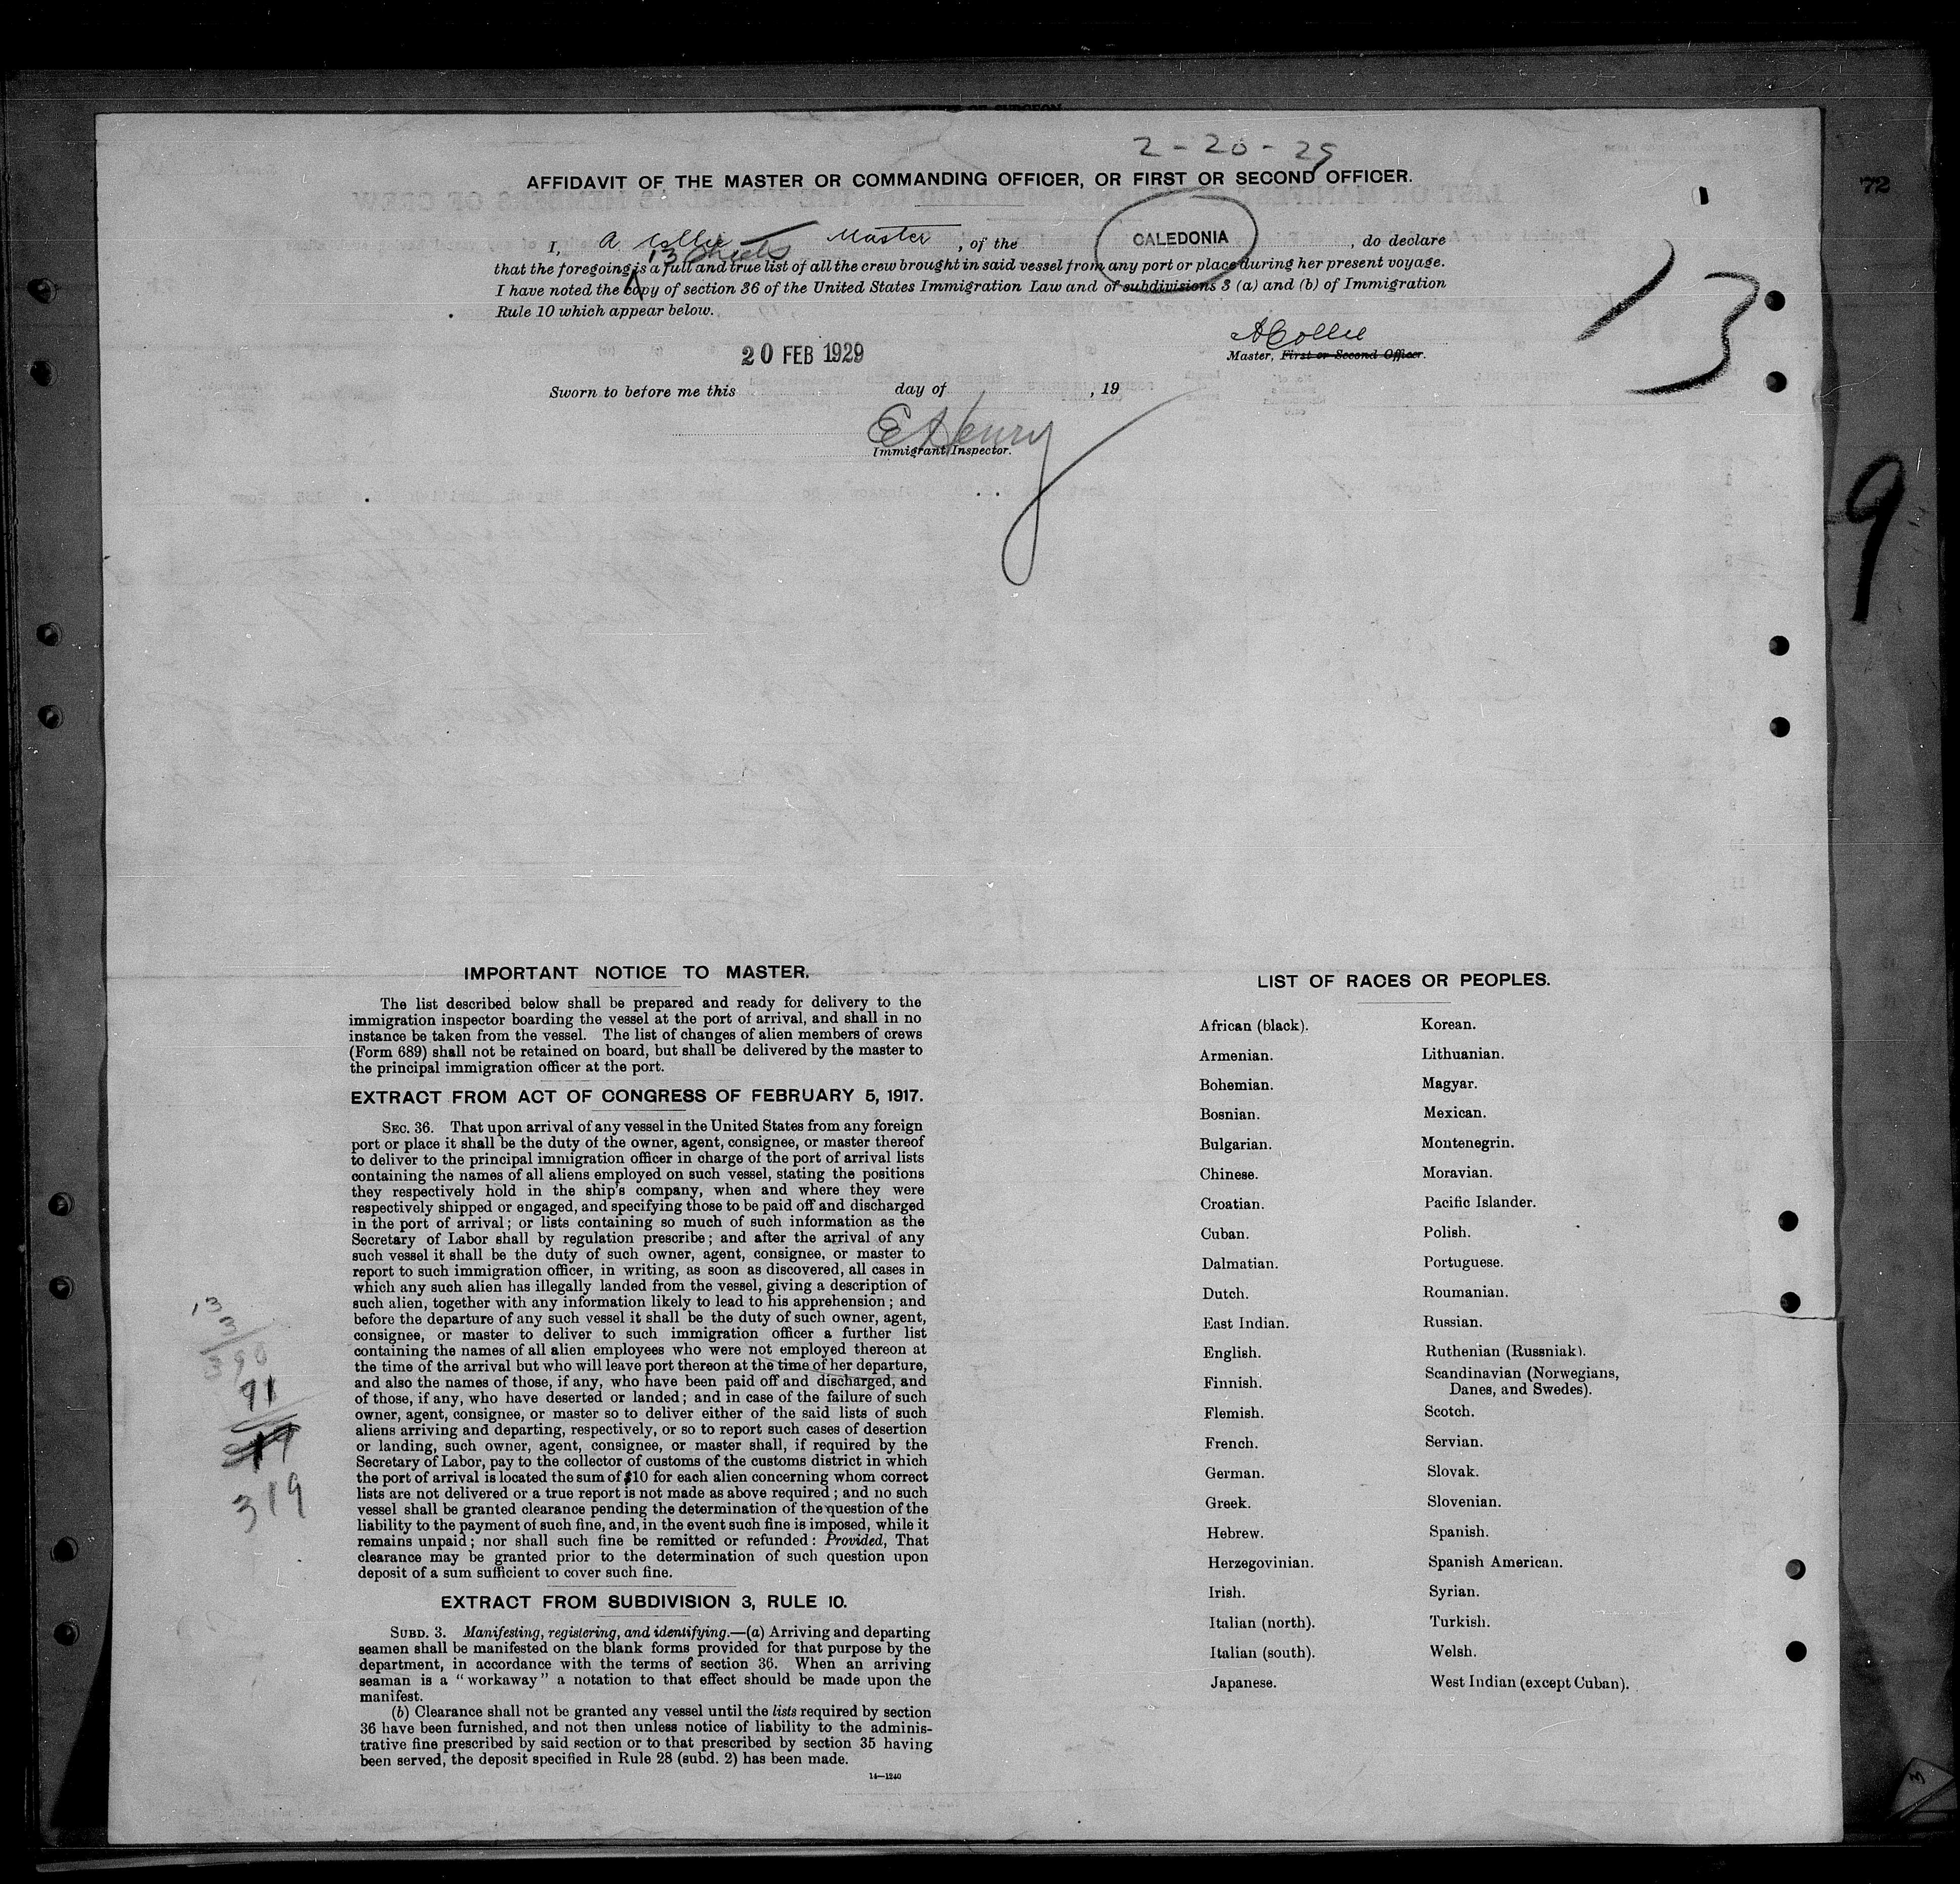 2-20-29
AFFIDAVIT OF THE MASTER OR COMMANDING OFFICER, OR FIRST OR SECOND OFFICER.
I, A Collie Master, of the CALEDONIA, do declare
13 Sheets
that the foregoing is a full and true list of all the crew brought in said vessel from any port or place during her present voyage.
I have noted the copy of section 36 of the United States Immigration Law and of subdivisions 3 (a) and (b) of Immigration
Rule 10 which appear below.
A Collie
Master, First or Second Officer.
20 FEB 1929
Sworn to before me this day of , 19
E Henry
Immigrant Inspector.
13
72
9
IMPORTANT NOTICE TO MASTER.
The list described below shall be prepared and ready for delivery to the
immigration inspector boarding the vessel at the port of arrival, and shall in no
instance be taken from the vessel. The list of changes of alien members of crews
(Form 689) shall not be retained on board, but shall be delivered by the master to
the principal immigration officer at the port.
EXTRACT FROM ACT OF CONGRESS OF FEBRUARY 5, 1917.
SEC. 36. That upon arrival of any vessel in the United States from any foreign
port or place it shall be the duty of the owner, agent, consignee, or master thereof
to deliver to the principal immigration officer in charge of the port of arrival lists
containing the names of all aliens employed on such vessel, stating the positions
they respectively hold in the ship's company, when and where they were
respectively shipped or engaged, and specifying those to be paid off and discharged
in the port of arrival; or lists containing so much of such information as the
Secretary of Labor shall by regulation prescribe; and after the arrival of any
such vessel it shall be the duty of such owner, agent, consignee, or master to
report to such immigration officer, in writing, as soon as discovered, all cases in
which any such alien has illegally landed from the vessel, giving a description of
such alien, together with any information likely to lead to his apprehension; and
before the departure of any such vessel it shall be the duty of such owner, agent,
consignee, or master to deliver to such immigration officer a further list
containing the names of all alien employees who were not employed thereon at
the time of the arrival but who will leave port thereon at the time of her departure,
and also the names of those, if any, who have been paid off and discharged, and
of those, if any, who have deserted or landed; and in case of the failure of such
owner, agent, consignee, or master so to deliver either of the said lists of such
aliens arriving and departing, respectively, or so to report such cases of desertion
or landing, such owner, agent, consignee, or master shall, if required by the
Secretary of Labor, pay to the collector of customs of the customs district in which
the port of arrival is located the sum of $10 for each alien concerning whom correct
lists are not delivered or a true report is not made as above required; and no such
vessel shall be granted clearance pending the determination of the question of the
liability to the payment of such fine, and, in the event such fine is imposed, while it
remains unpaid; nor shall such fine be remitted or refunded: Provided, That
clearance may be granted prior to the determination of such question upon
deposit of a sum sufficient to cover such fine.
EXTRACT FROM SUBDIVISION 3, RULE 10.
SUBD. 3. Manifesting, registering, and identifying.—(a) Arriving and departing
seamen shall be manifested on the blank forms provided for that purpose by the
department, in accordance with the terms of section 36. When an arriving
seaman is a "workaway" a notation to that effect should be made upon the
manifest.
(b) Clearance shall not be granted any vessel until the lists required by section
36 have been furnished, and not then unless notice of liability to the adminis-
trative fine prescribed by said section or to that prescribed by section 35 having
been served, the deposit specified in Rule 28 (subd. 2) has been made.
14—1240
13
3
390
71
319
LIST OF RACES OR PEOPLES.
African (black).
Armenian.
Bohemian.
Bosnian.
Bulgarian.
Chinese.
Croatian.
Cuban.
Dalmatian.
Dutch.
East Indian.
English.
Finnish.
Flemish.
French.
German.
Greek.
Hebrew.
Herzegovinian.
Irish.
Italian (north).
Italian (south).
Japanese.
Korean.
Lithuanian.
Magyar.
Mexican.
Montenegrin.
Moravian.
Pacific Islander.
Polish.
Portuguese.
Roumanian.
Russian.
Ruthenian (Russniak).
Scandinavian (Norwegians,
Danes, and Swedes).
Scotch.
Servian.
Slovak.
Slovenian.
Spanish.
Spanish American.
Syrian.
Turkish.
Welsh.
West Indian (except Cuban).
3